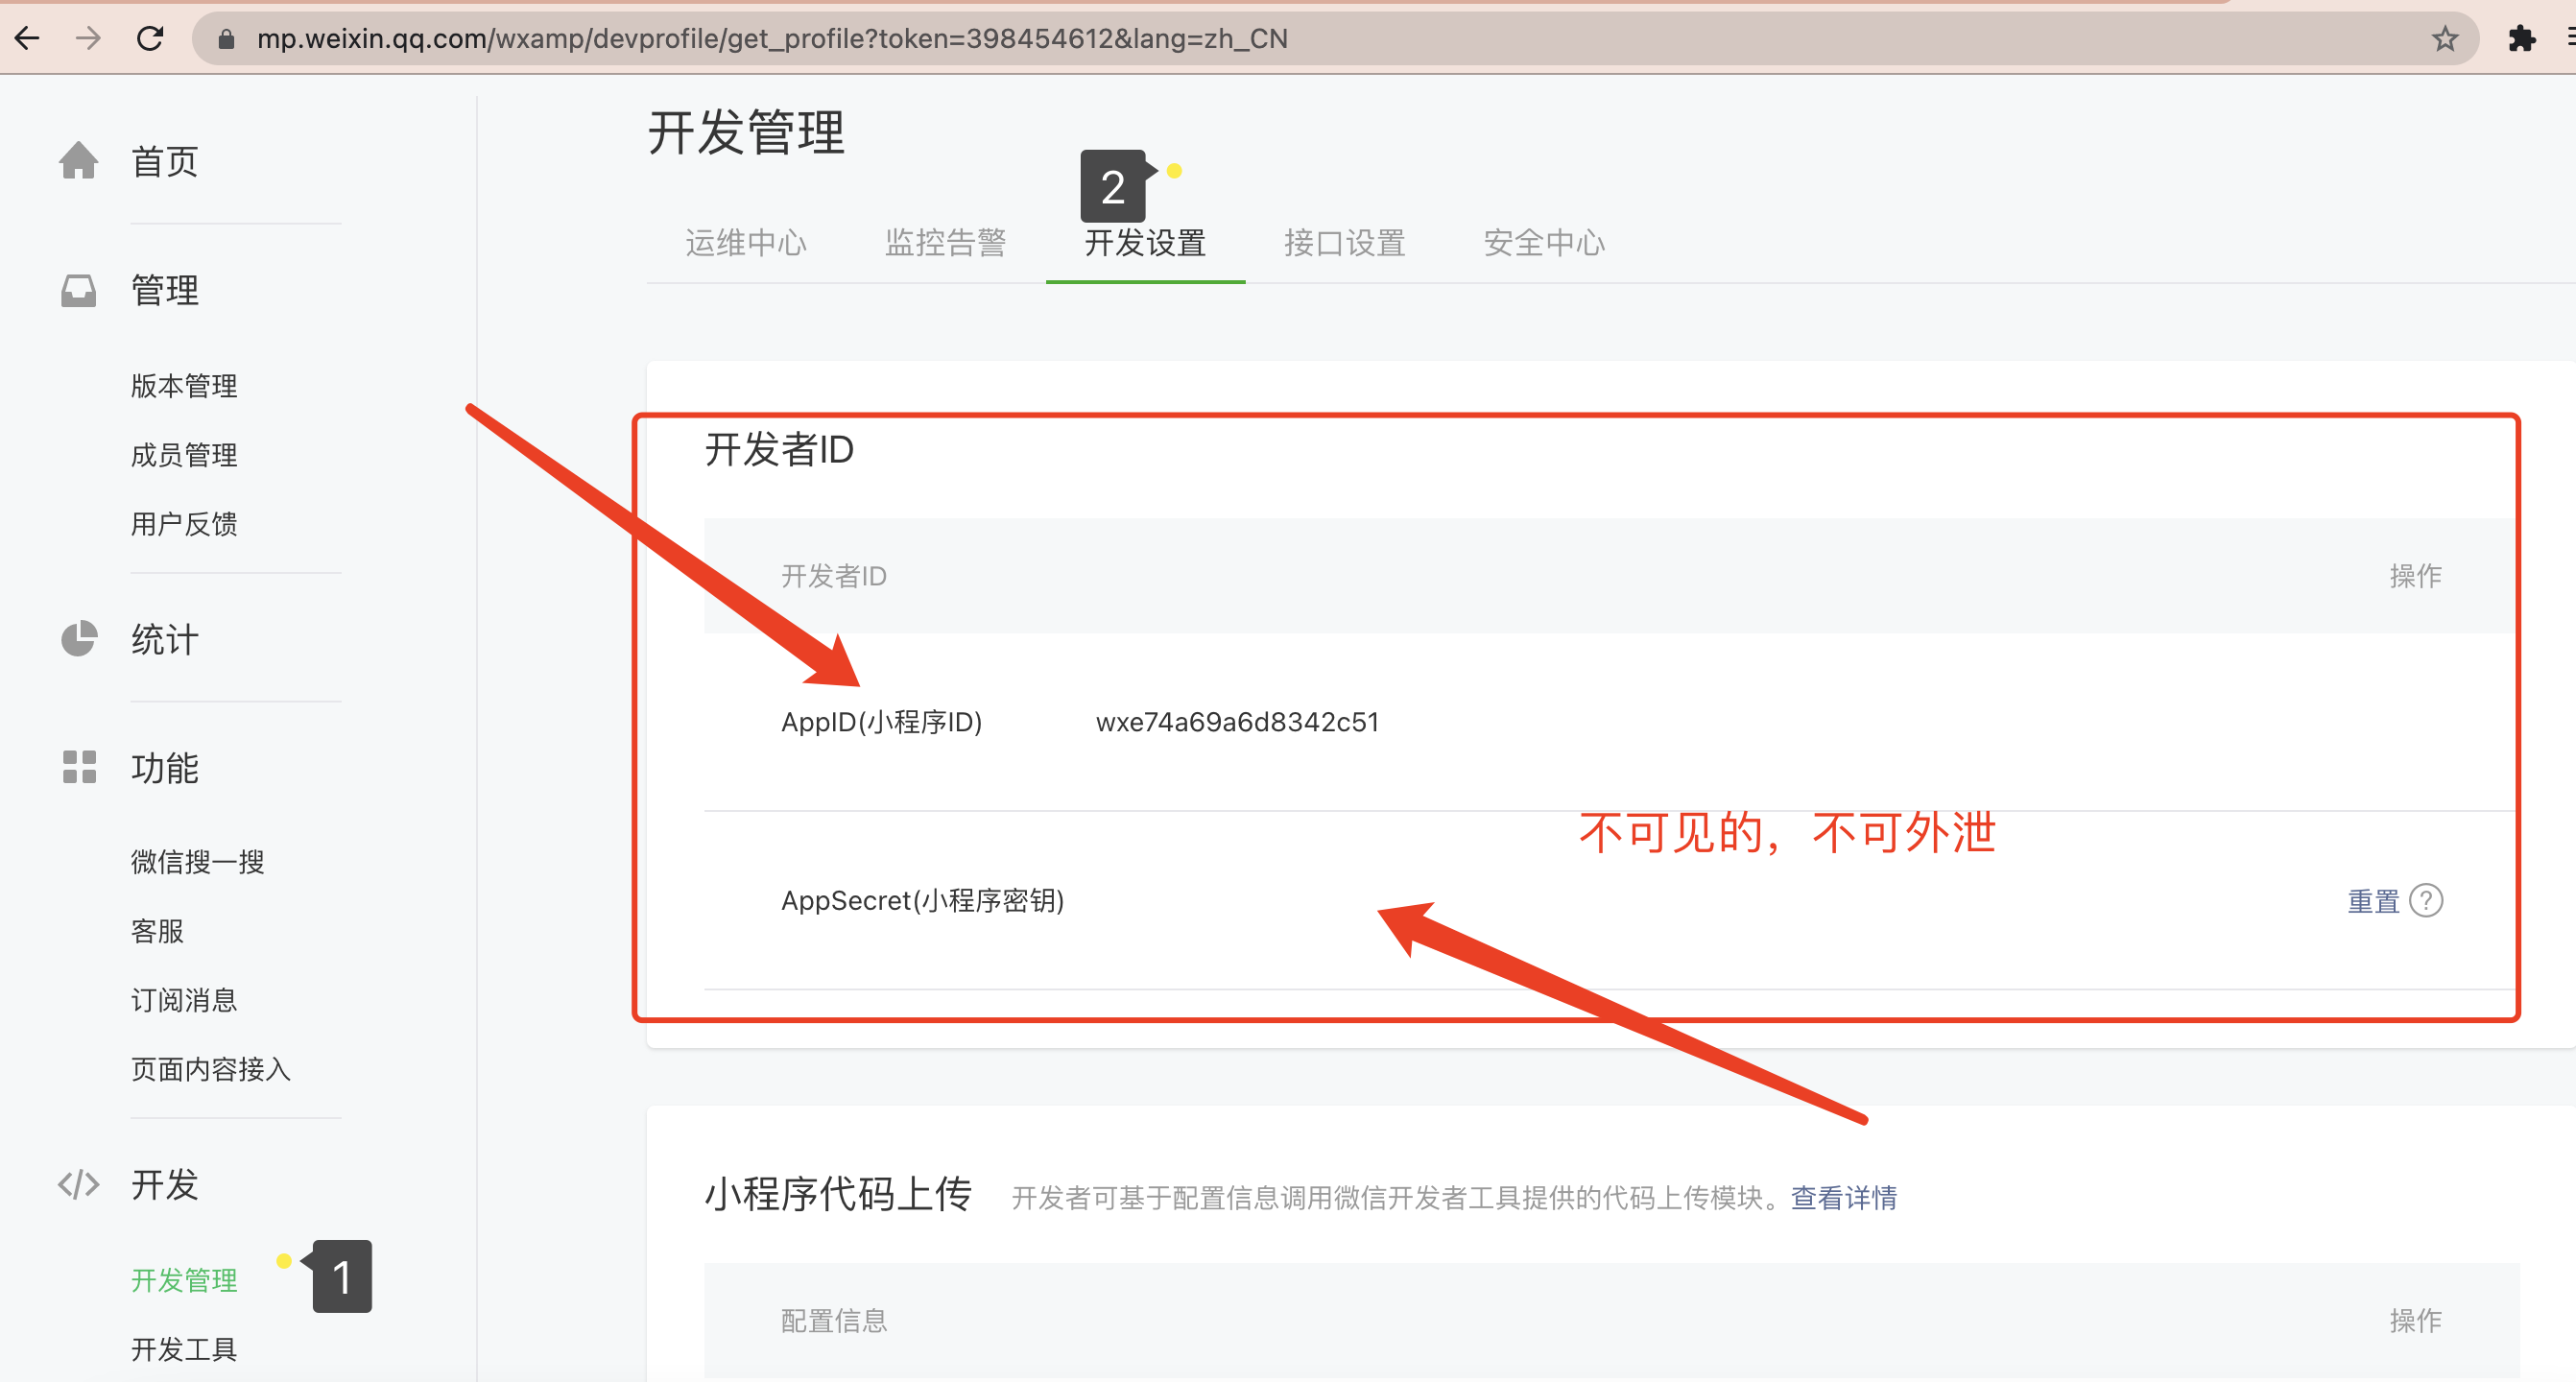 mp.weixin.qq.com/wxamp/devprofile/get_profile?token=398454612&lang=zh_CN
首页
管理
版本管理
成员管理
用户反馈
统计
功能
微信搜一搜
客服
订阅消息
页面内容接入
开发
开发管理
1
开发工具
开发管理
2
运维中心 监控告警 开发设置 接口设置 安全中心
开发者ID
开发者ID 操作
AppID(小程序ID) wxe74a69a6d8342c51
不可见的，不可外泄
AppSecret(小程序密钥) 重置 ?
小程序代码上传 开发者可基于配置信息调用微信开发者工具提供的代码上传模块。查看详情
配置信息 操作